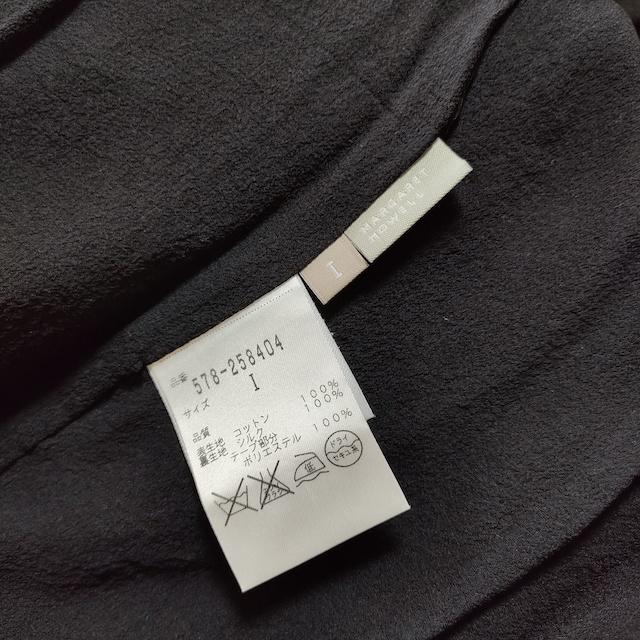 MARGARET
HOWELL
I
品番 578-258404
サイズ I
品質
表生地 コットン 100%
裏生地 シルク 100%
テープ部分
ポリエステル 100%
ドライ
セキユ系